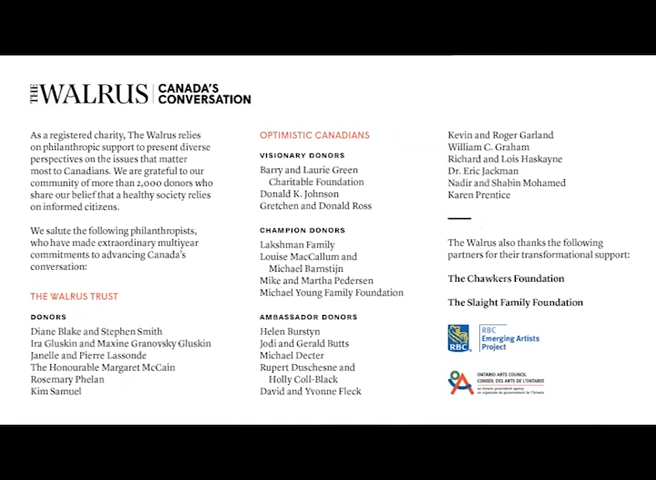 THE WALRUS CANADA'S CONVERSATION
As a registered charity, The Walrus relies
on philanthropic support to present diverse
perspectives on the issues that matter
most to Canadians. We are grateful to our
community of more than 2,000 donors who
share our belief that a healthy society relies
on informed citizens.
We salute the following philanthropists,
who have made extraordinary multiyear
commitments to advancing Canada's
conversation:
THE WALRUS TRUST
DONORS
Diane Blake and Stephen Smith
Ira Gluskin and Maxine Granovsky Gluskin
Janelle and Pierre Lassonde
The Honourable Margaret McCain
Rosemary Phelan
Kim Samuel
OPTIMISTIC CANADIANS
VISIONARY DONORS
Barry and Laurie Green
Charitable Foundation
Donald K. Johnson
Gretchen and Donald Ross
CHAMPION DONORS
Lakshman Family
Louise MacCallum and
Michael Barnstijn
Mike and Martha Pedersen
Michael Young Family Foundation
AMBASSADOR DONORS
Helen Burstyn
Jodi and Gerald Butts
Michael Decter
Rupert Duchesne and
Holly Coll-Black
David and Yvonne Fleck
Kevin and Roger Garland
William C. Graham
Richard and Lois Haskayne
Dr. Eric Jackman
Nadir and Shabin Mohamed
Karen Prentice
The Walrus also thanks the following
partners for their transformational support:
The Chawkers Foundation
The Slaight Family Foundation
RBC
RBC
Emerging Artists
Project
ONTARIO ARTS COUNCIL
CONSEIL DES ARTS DE L'ONTARIO
an Ontario government agency
un organisme du gouvernement de l'Ontario